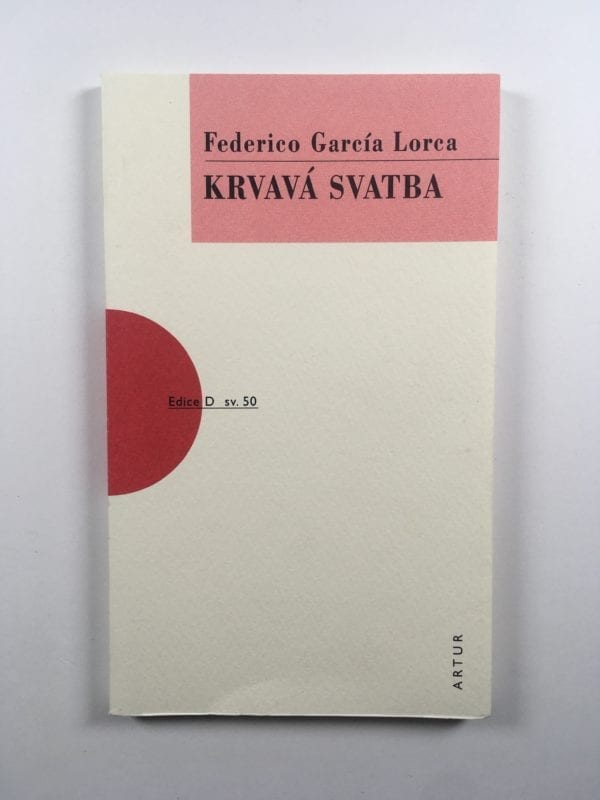 Federico García Lorca
KRVAVÁ SVATBA
Edice D sv. 50
ARTUR